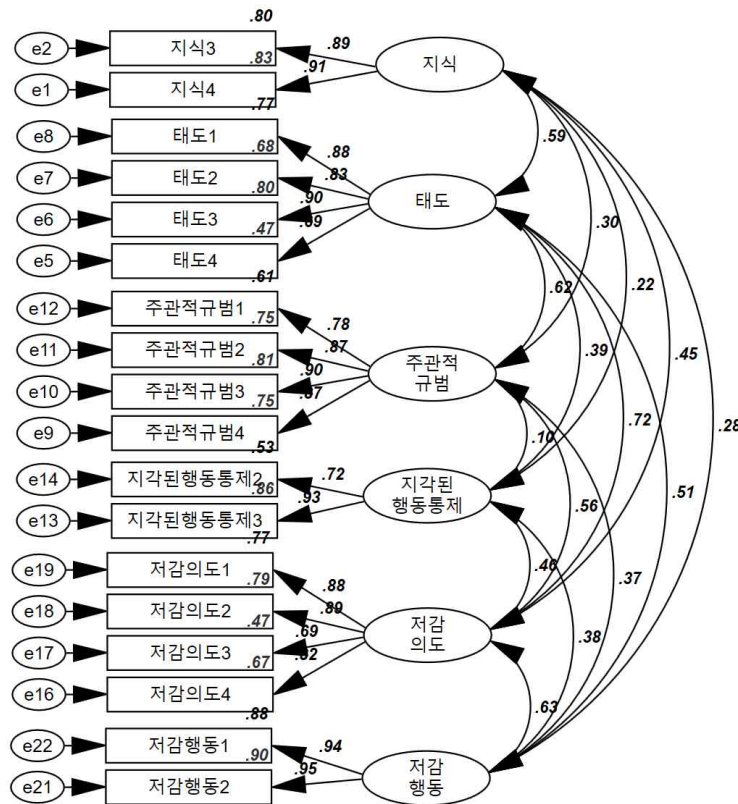 .80
e2 지식3 .89
.83
지식
e1 지식4 .91
.77
.59
e8 태도1
.68
.88
e7 태도2 .83
.80
태도
.90
e6 태도3
.47 .69
.30
e5 태도4
.61
.62 .22
e12 주관적규범1
.75 .78
e11 주관적규범2 .87
.81
.39 .45
주관적
규범
.90
e10 주관적규범3
.75 .87
.72 .28
e9 주관적규범4
.53
.10
e14 지각된행동통제2 .72
.86
지각된
행동통제
.51
.93
.56
e13 지각된행동통제3
.77
.46 .37
e19 저감의도1
.79 .88
e18 저감의도2 .89
.47
저감
의도
.38
.69
e17 저감의도3
.67 .82
e16 저감의도4
.88
.63
e22 저감행동1 .94
.90
저감
행동
e21 저감행동2 .95